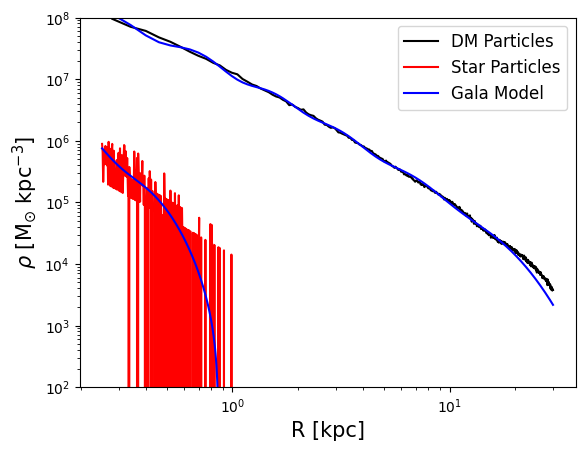 10⁸
10⁷
10⁶
10⁵
10⁴
10³
10²
ρ [M⊙ kpc⁻³]
DM Particles
Star Particles
Gala Model
10⁰
10¹
R [kpc]